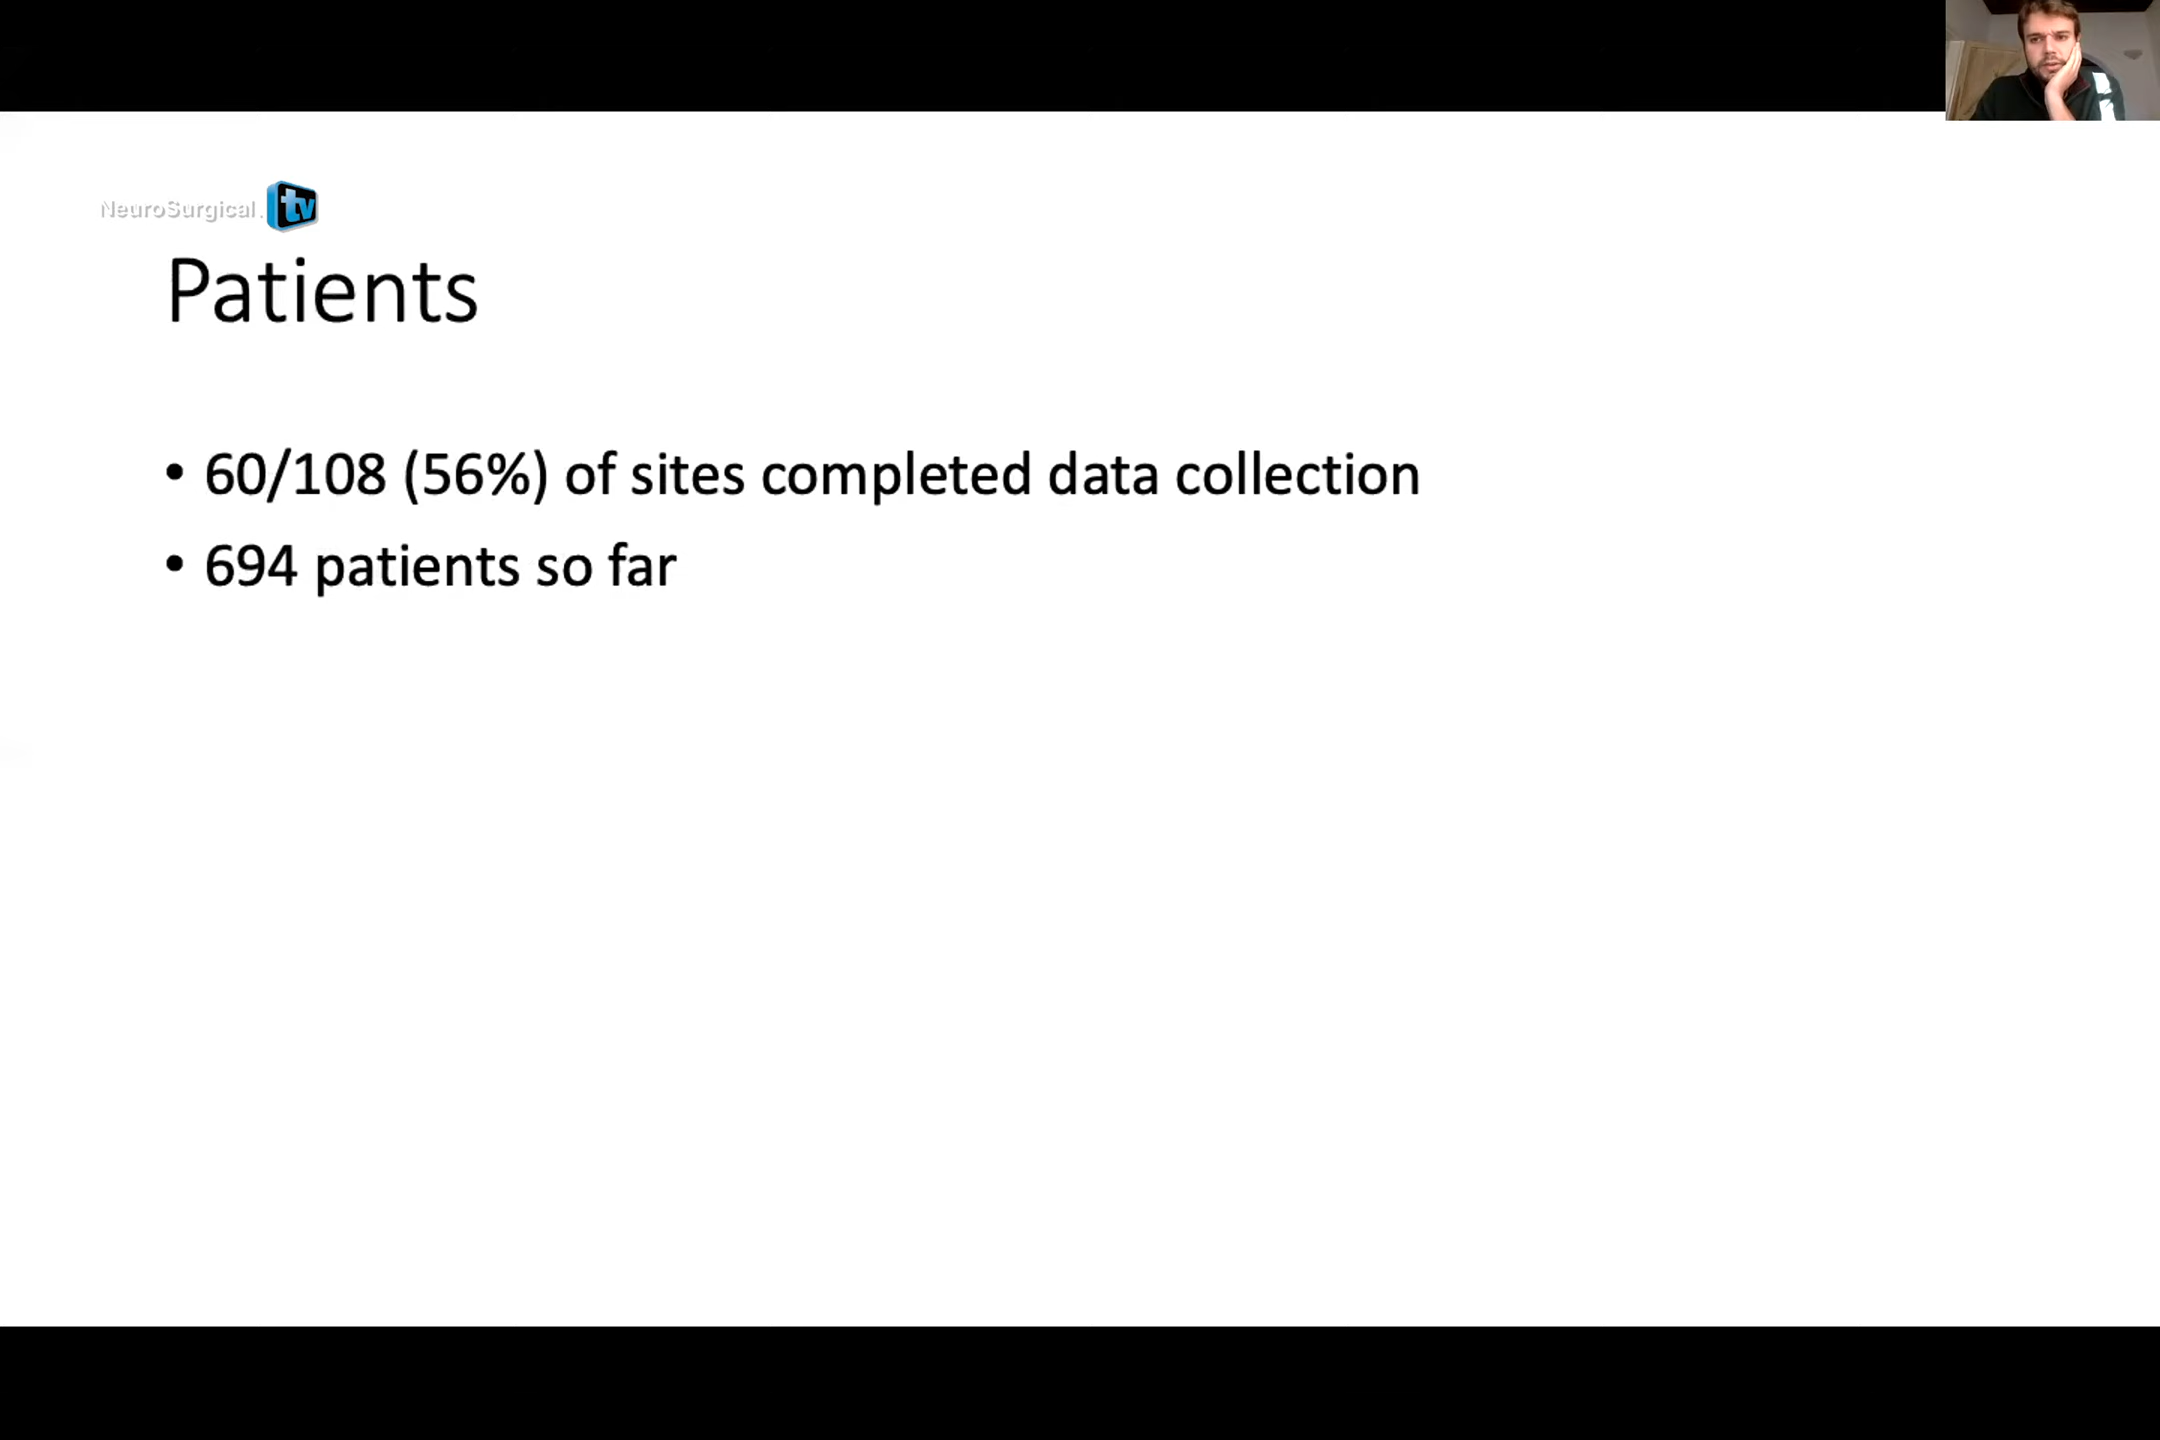 NeuroSurgical.tv
Patients
• 60/108 (56%) of sites completed data collection
• 694 patients so far